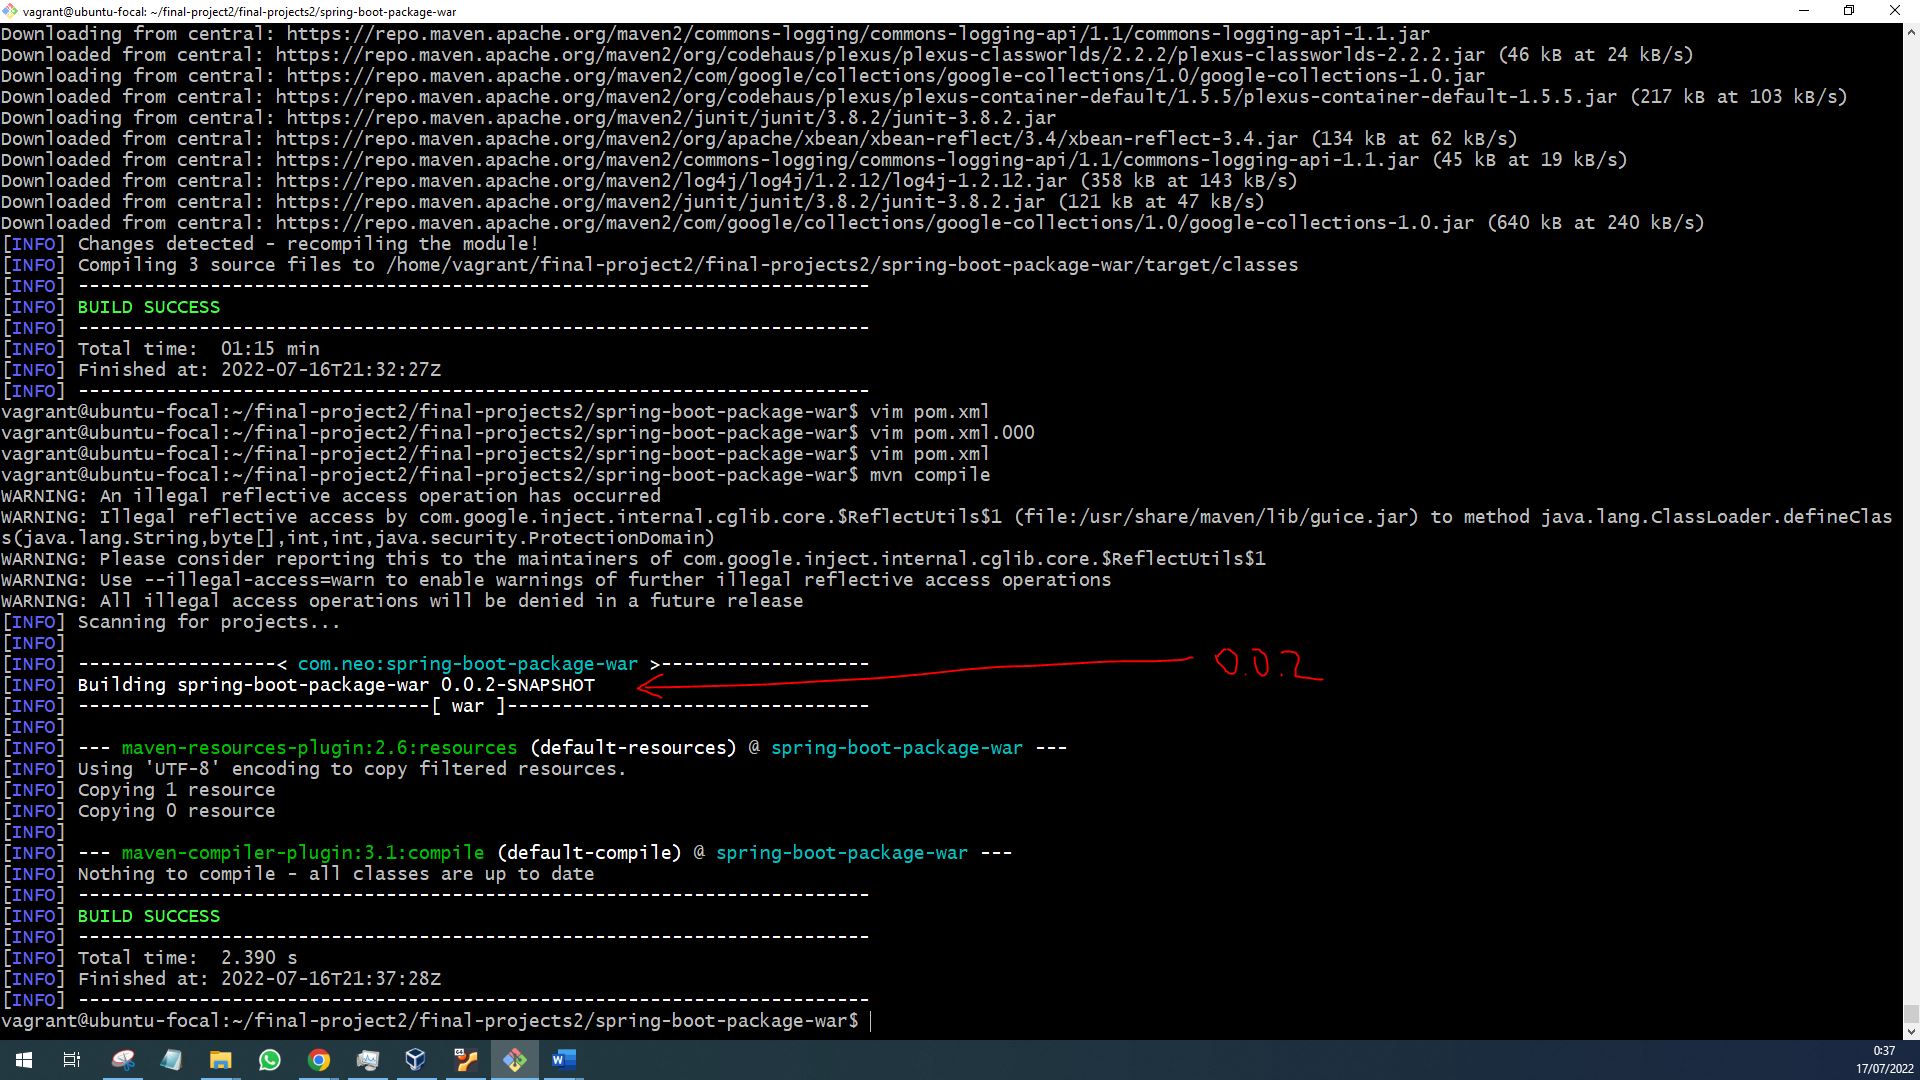 vagrant@ubuntu-focal: ~/final-project2/final-projects2/spring-boot-package-war
Downloading from central: https://repo.maven.apache.org/maven2/commons-logging/commons-logging-api/1.1/commons-logging-api-1.1.jar
Downloaded from central: https://repo.maven.apache.org/maven2/org/codehaus/plexus/plexus-classworlds/2.2.2/plexus-classworlds-2.2.2.jar (46 kB at 24 kB/s)
Downloading from central: https://repo.maven.apache.org/maven2/com/google/collections/google-collections/1.0/google-collections-1.0.jar
Downloaded from central: https://repo.maven.apache.org/maven2/org/codehaus/plexus/plexus-container-default/1.5.5/plexus-container-default-1.5.5.jar (217 kB at 103 kB/s)
Downloading from central: https://repo.maven.apache.org/maven2/junit/junit/3.8.2/junit-3.8.2.jar
Downloaded from central: https://repo.maven.apache.org/maven2/org/apache/xbean/xbean-reflect/3.4/xbean-reflect-3.4.jar (134 kB at 62 kB/s)
Downloaded from central: https://repo.maven.apache.org/maven2/commons-logging/commons-logging-api/1.1/commons-logging-api-1.1.jar (45 kB at 19 kB/s)
Downloaded from central: https://repo.maven.apache.org/maven2/log4j/log4j/1.2.12/log4j-1.2.12.jar (358 kB at 143 kB/s)
Downloaded from central: https://repo.maven.apache.org/maven2/junit/junit/3.8.2/junit-3.8.2.jar (121 kB at 47 kB/s)
Downloaded from central: https://repo.maven.apache.org/maven2/com/google/collections/google-collections/1.0/google-collections-1.0.jar (640 kB at 240 kB/s)
[INFO] Changes detected - recompiling the module!
[INFO] Compiling 3 source files to /home/vagrant/final-project2/final-projects2/spring-boot-package-war/target/classes
[INFO] ------------------------------------------------------------------------
[INFO] BUILD SUCCESS
[INFO] ------------------------------------------------------------------------
[INFO] Total time:  01:15 min
[INFO] Finished at: 2022-07-16T21:32:27Z
[INFO] ------------------------------------------------------------------------
vagrant@ubuntu-focal:~/final-project2/final-projects2/spring-boot-package-war$ vim pom.xml
vagrant@ubuntu-focal:~/final-project2/final-projects2/spring-boot-package-war$ vim pom.xml.000
vagrant@ubuntu-focal:~/final-project2/final-projects2/spring-boot-package-war$ vim pom.xml
vagrant@ubuntu-focal:~/final-project2/final-projects2/spring-boot-package-war$ mvn compile
WARNING: An illegal reflective access operation has occurred
WARNING: Illegal reflective access by com.google.inject.internal.cglib.core.$ReflectUtils$1 (file:/usr/share/maven/lib/guice.jar) to method java.lang.ClassLoader.defineClas
s(java.lang.String,byte[],int,int,java.security.ProtectionDomain)
WARNING: Please consider reporting this to the maintainers of com.google.inject.internal.cglib.core.$ReflectUtils$1
WARNING: Use --illegal-access=warn to enable warnings of further illegal reflective access operations
WARNING: All illegal access operations will be denied in a future release
[INFO] Scanning for projects...
[INFO]
[INFO] ------------------< com.neo:spring-boot-package-war >-------------------
[INFO] Building spring-boot-package-war 0.0.2-SNAPSHOT
0.0.2
[INFO] --------------------------------[ war ]---------------------------------
[INFO]
[INFO] --- maven-resources-plugin:2.6:resources (default-resources) @ spring-boot-package-war ---
[INFO] Using 'UTF-8' encoding to copy filtered resources.
[INFO] Copying 1 resource
[INFO] Copying 0 resource
[INFO]
[INFO] --- maven-compiler-plugin:3.1:compile (default-compile) @ spring-boot-package-war ---
[INFO] Nothing to compile - all classes are up to date
[INFO] ------------------------------------------------------------------------
[INFO] BUILD SUCCESS
[INFO] ------------------------------------------------------------------------
[INFO] Total time:  2.390 s
[INFO] Finished at: 2022-07-16T21:37:28Z
[INFO] ------------------------------------------------------------------------
vagrant@ubuntu-focal:~/final-project2/final-projects2/spring-boot-package-war$
0:37
17/07/2022